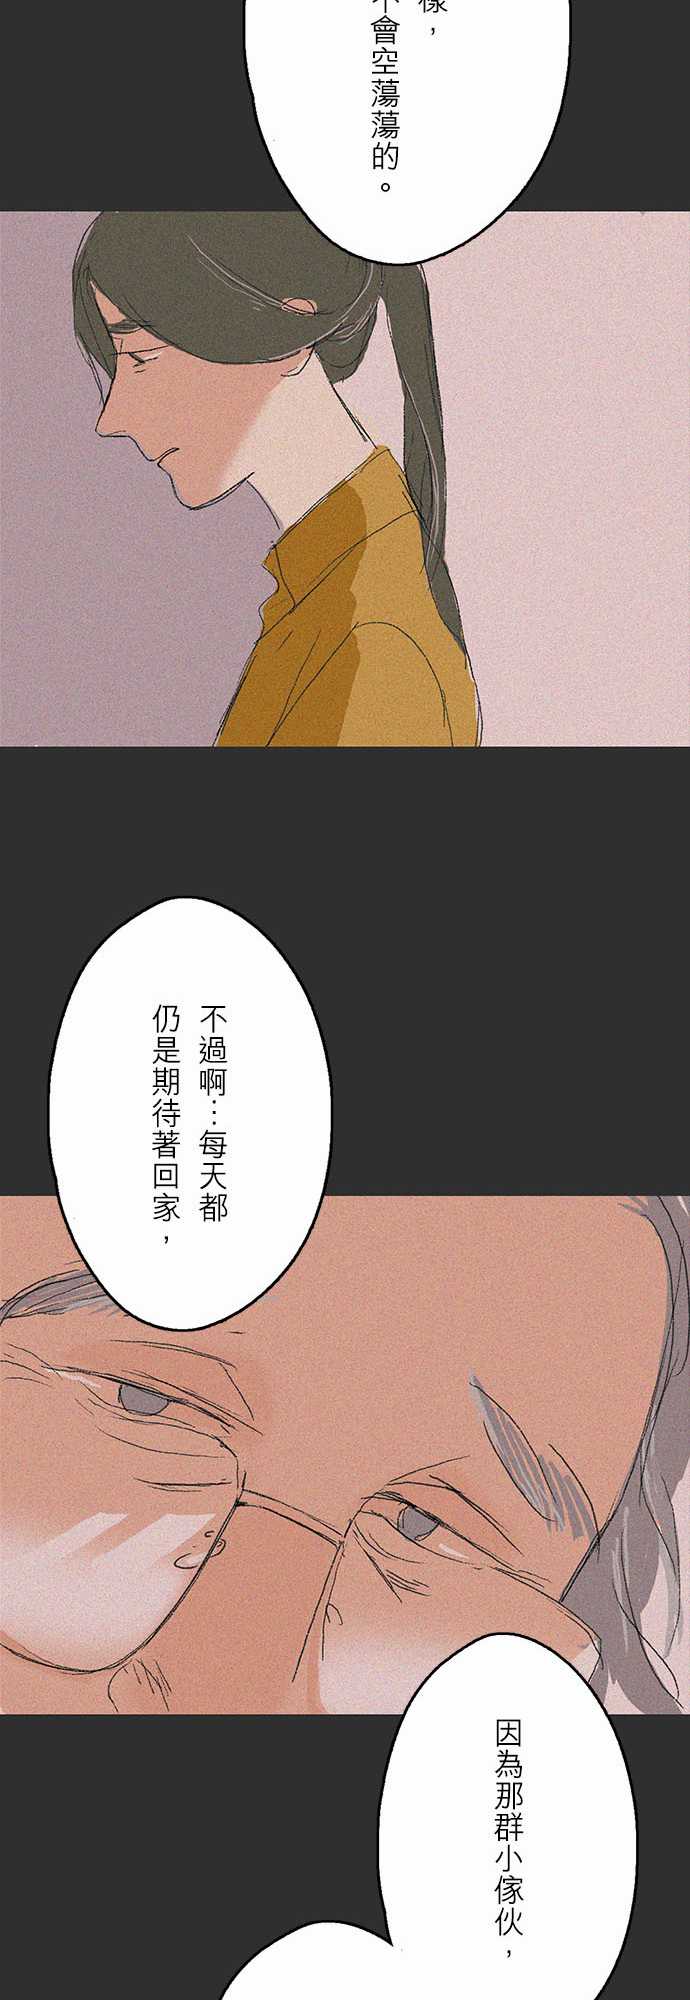 樣，
不會空蕩蕩的。
不過啊…每天都
仍是期待著回家，
因為那群小傢伙，